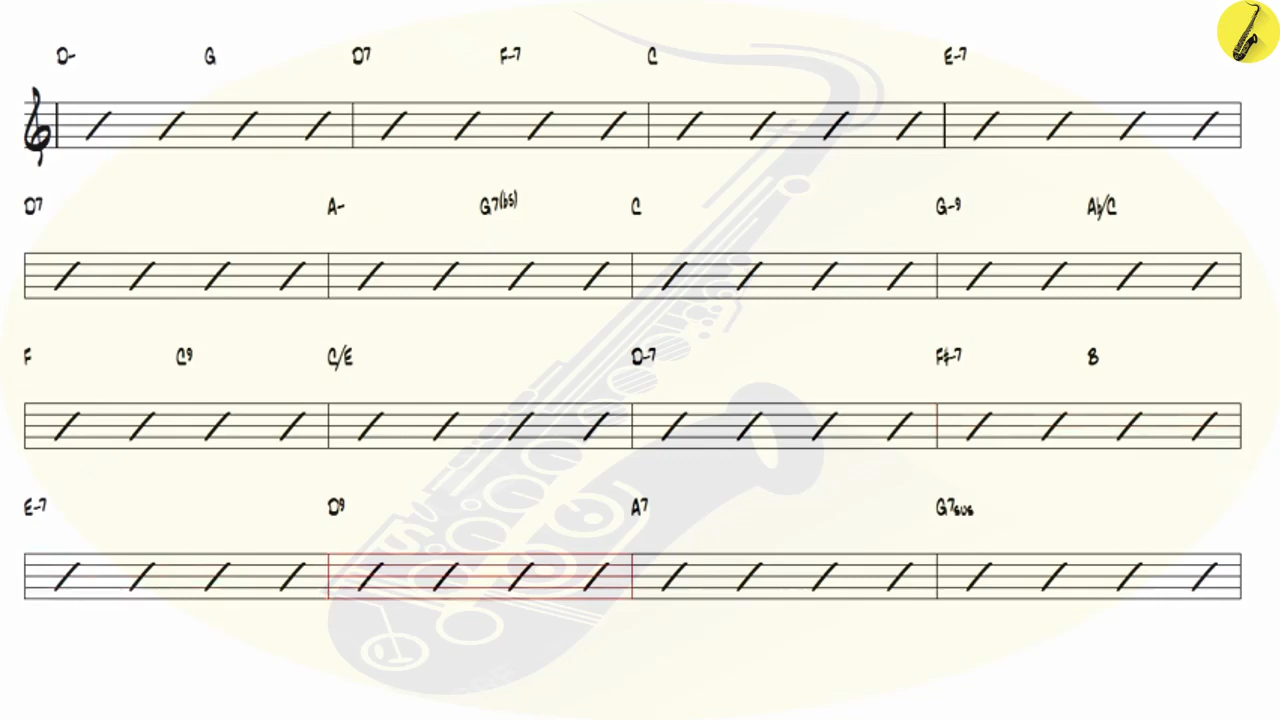 D- G D7 F-7 C E-7
D7 A- G7(b5) C G-9 Ab/C
F C9 C/E D-7 F#-7 B
E-7 D9 A7 G7sus